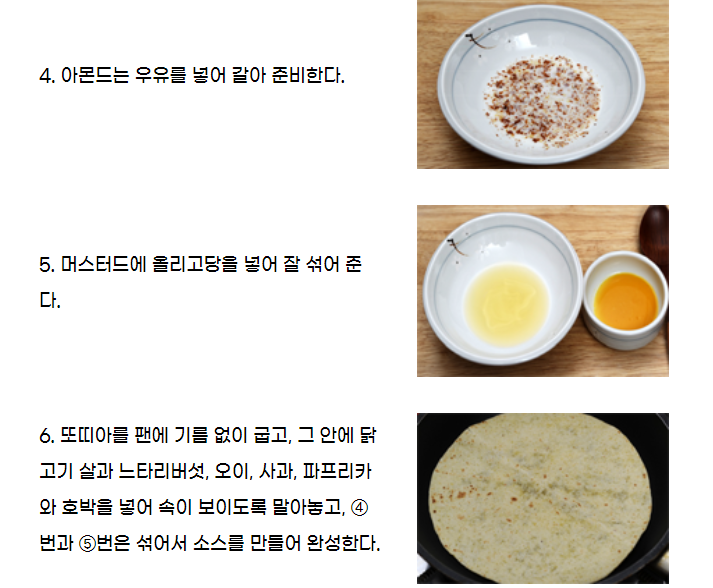 4. 아몬드는 우유를 넣어 갈아 준비한다.
5. 머스터드에 올리고당을 넣어 잘 섞어 준
다.
6. 또띠아를 팬에 기름 없이 굽고, 그 안에 닭
고기 살과 느타리버섯, 오이, 사과, 파프리카
와 호박을 넣어 속이 보이도록 말아놓고, ④
번과 ⑤번은 섞어서 소스를 만들어 완성한다.